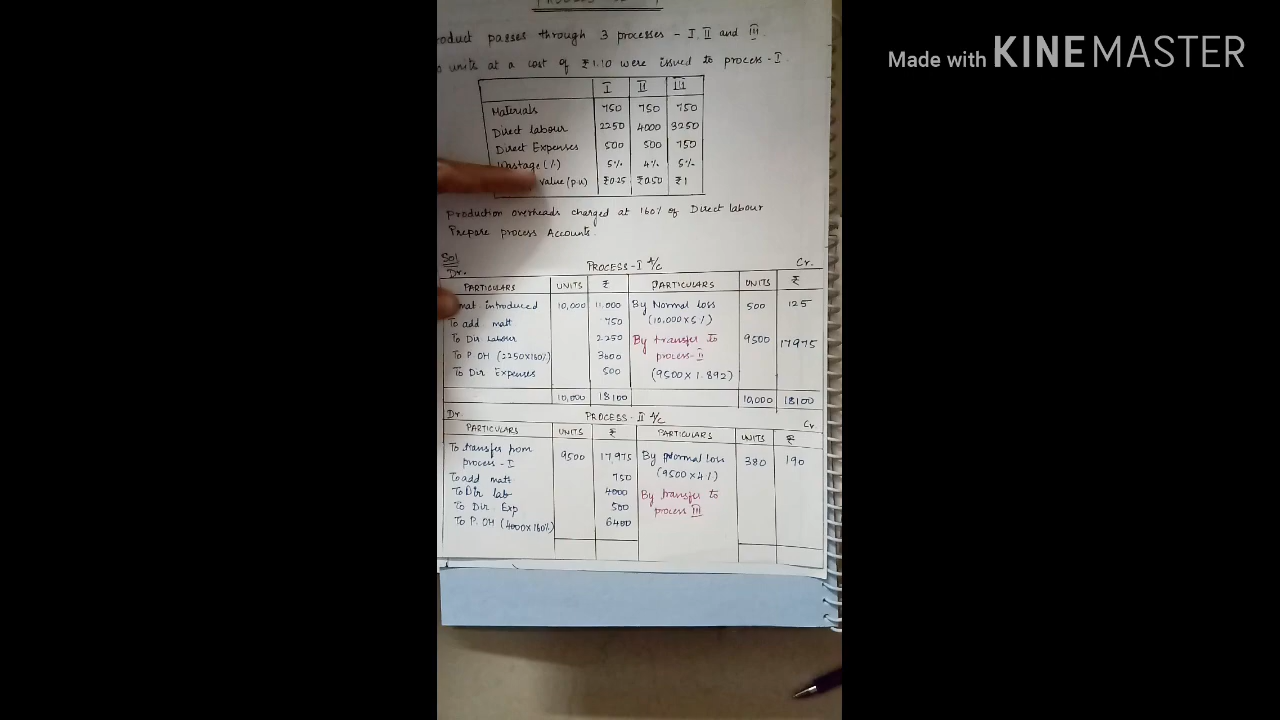 Made with KINEMASTER
oduct passes through 3 processes - I, II and III.
units at a cost of ₹1.10 were issued to process - I
I II III
Materials 750 750 750
Direct labour 2250 4000 3250
Direct Expenses 500 500 750
Wastage (%) 5% 4% 5%
value (p.u) ₹0.25 ₹0.50 ₹1
Production overheads charged at 160% of Direct labour
Prepare process Accounts.
Sol
Dr. PROCESS - I A/C Cr.
PARTICULARS UNITS ₹ PARTICULARS UNITS ₹
mat introduced 10,000 11,000 By Normal loss 500 125
To add matt 750 (10,000 x 5%)
To Dir labour 2250 By transfer to 9500 17975
To P. OH (2250x160%) 3600 process - II
To Dir Expenses 500 (9500 x 1.892)
10,000 18100 10,000 18100
Dr. PROCESS - II A/C Cr
PARTICULARS UNITS ₹ PARTICULARS UNITS ₹
To transfer from 9500 17,975 By Normal loss 380 190
process - I (9500 x 4%)
To add matt 750
To Dir lab 4000 By transfer to
To Dir. Exp 500 process III
To P. OH (4000x160%) 6400